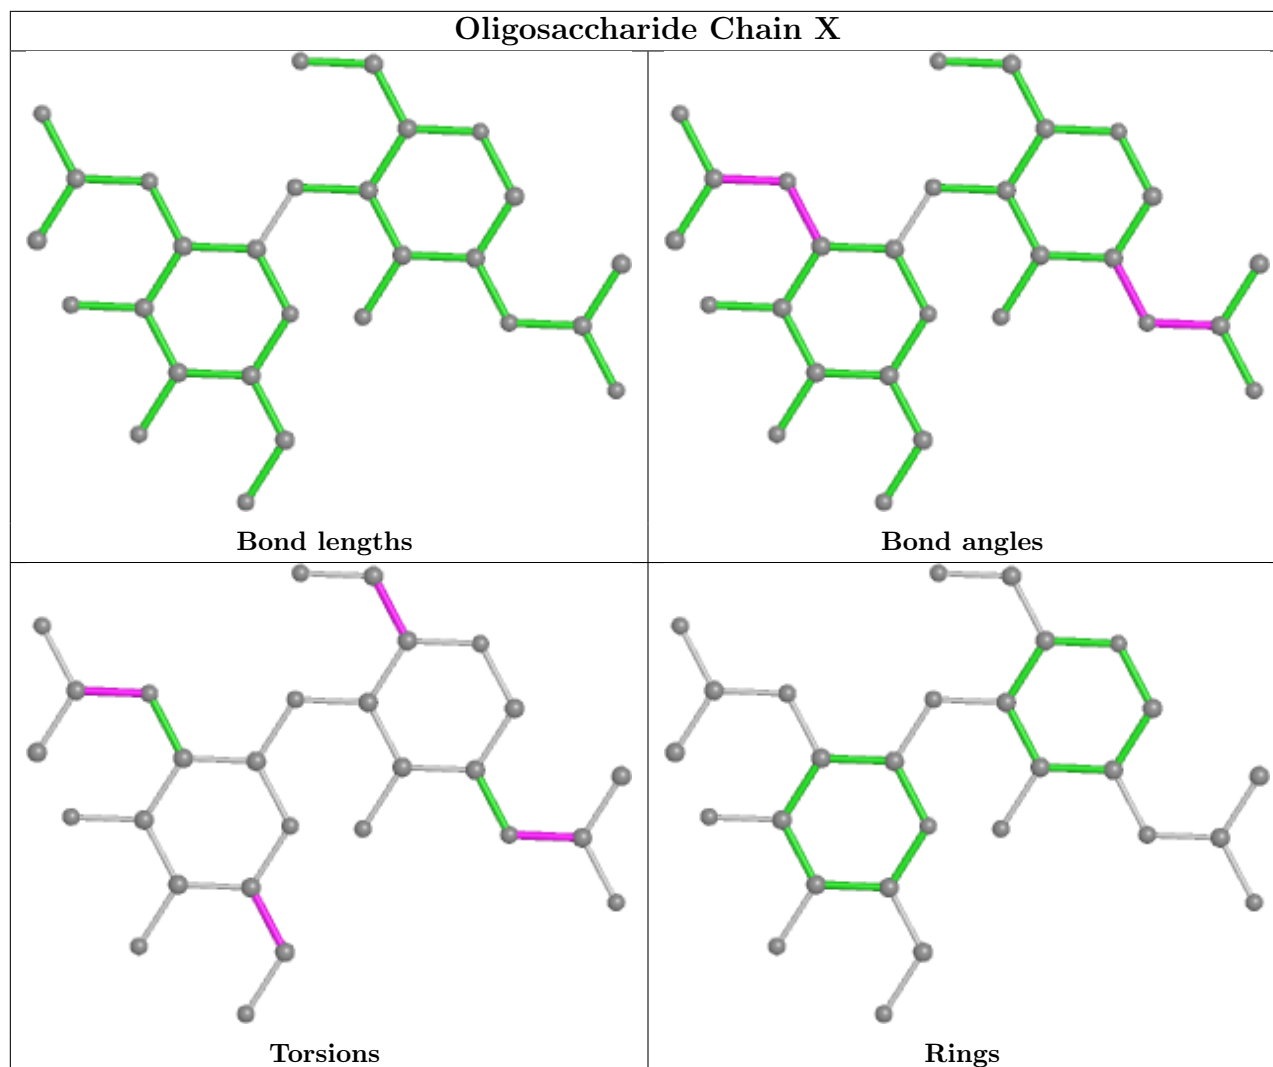 Oligosaccharide Chain X
Bond lengths
Bond angles
Torsions
Rings